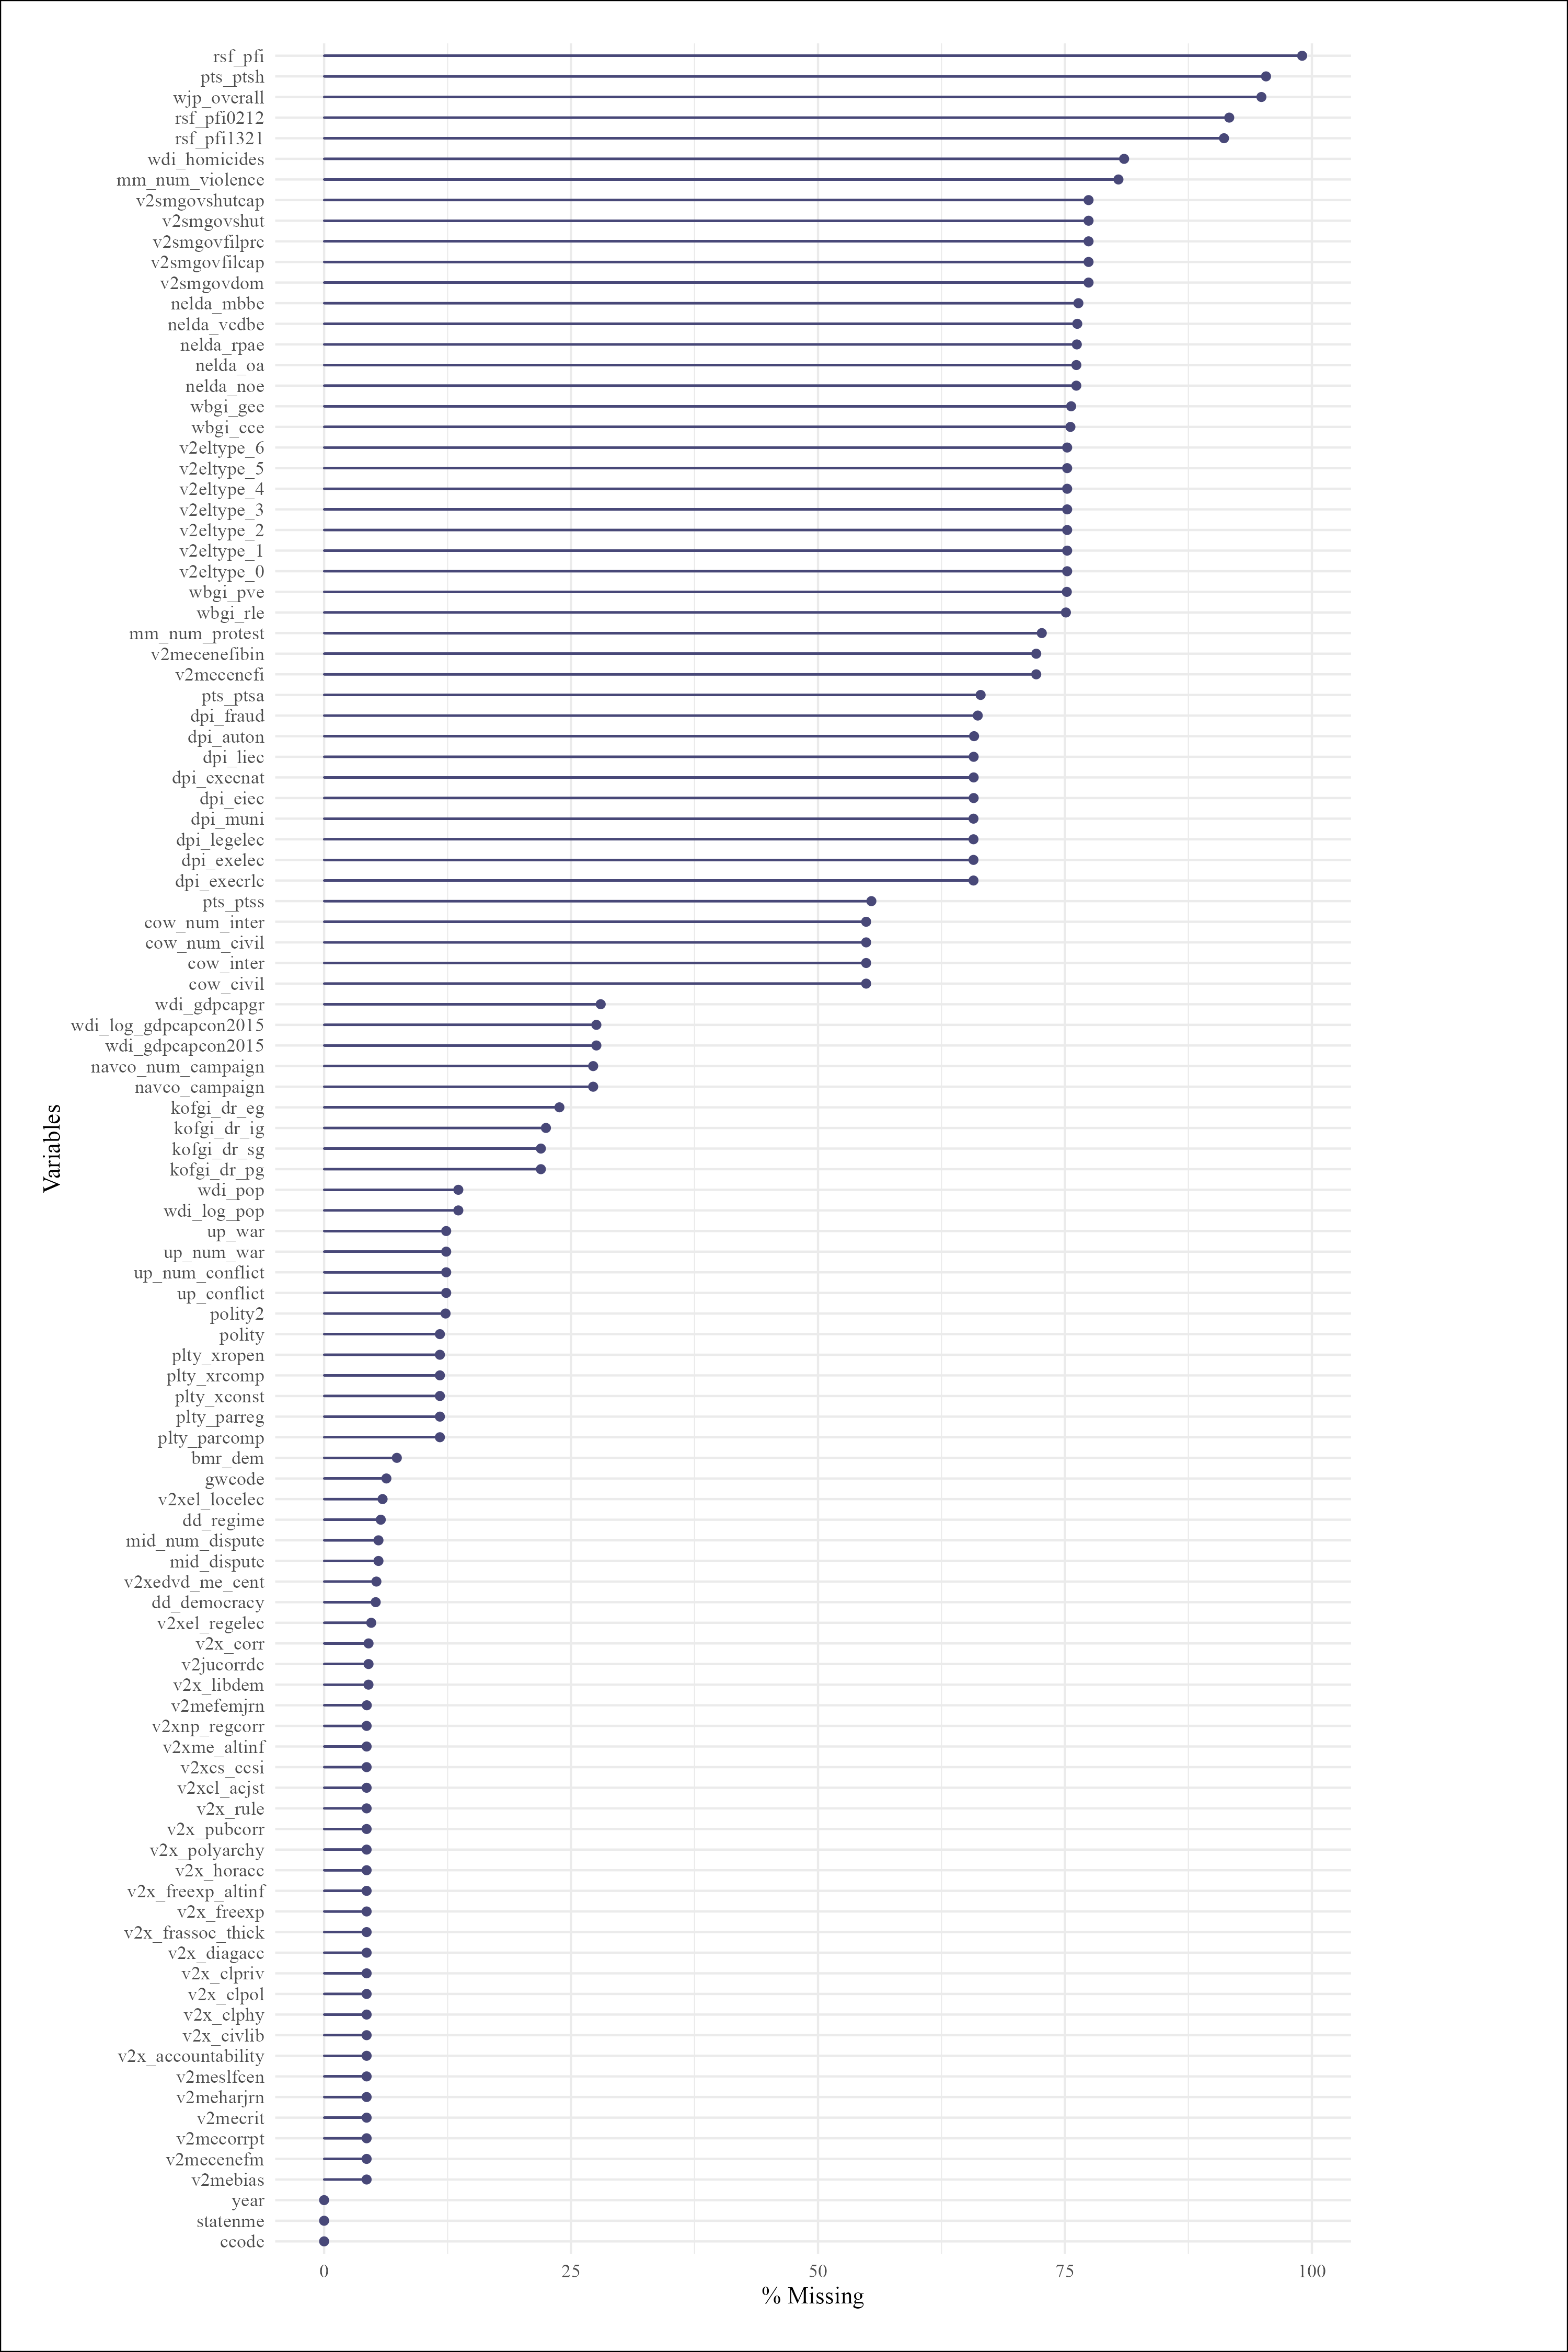 rsf_pfi
pts_ptsh
wjp_overall
rsf_pfi0212
rsf_pfi1321
wdi_homicides
mm_num_violence
v2smgovshutcap
v2smgovshut
v2smgovfilprc
v2smgovfilcap
v2smgovdom
nelda_mbbe
nelda_vcdbe
nelda_rpae
nelda_oa
nelda_noe
wbgi_gee
wbgi_cce
v2eltype_6
v2eltype_5
v2eltype_4
v2eltype_3
v2eltype_2
v2eltype_1
v2eltype_0
wbgi_pve
wbgi_rle
mm_num_protest
v2mecenefibin
v2mecenefi
pts_ptsa
dpi_fraud
dpi_auton
dpi_liec
dpi_execnat
dpi_eiec
dpi_muni
dpi_legelec
dpi_exelec
dpi_execrlc
pts_ptss
cow_num_inter
cow_num_civil
cow_inter
cow_civil
wdi_gdpcapgr
wdi_log_gdpcapcon2015
wdi_gdpcapcon2015
navco_num_campaign
navco_campaign
kofgi_dr_eg
kofgi_dr_ig
kofgi_dr_sg
kofgi_dr_pg
wdi_pop
wdi_log_pop
up_war
up_num_war
up_num_conflict
up_conflict
polity2
polity
plty_xropen
plty_xrcomp
plty_xconst
plty_parreg
plty_parcomp
bmr_dem
gwcode
v2xel_locelec
dd_regime
mid_num_dispute
mid_dispute
v2xedvd_me_cent
dd_democracy
v2xel_regelec
v2x_corr
v2jucorrdc
v2x_libdem
v2mefemjrn
v2xnp_regcorr
v2xme_altinf
v2xcs_ccsi
v2xcl_acjst
v2x_rule
v2x_pubcorr
v2x_polyarchy
v2x_horacc
v2x_freexp_altinf
v2x_freexp
v2x_frassoc_thick
v2x_diagacc
v2x_clpriv
v2x_clpol
v2x_clphy
v2x_civlib
v2x_accountability
v2meslfcen
v2meharjrn
v2mecrit
v2mecorrpt
v2mecenefm
v2mebias
year
statenme
ccode
Variables
0 25 50 75 100
% Missing